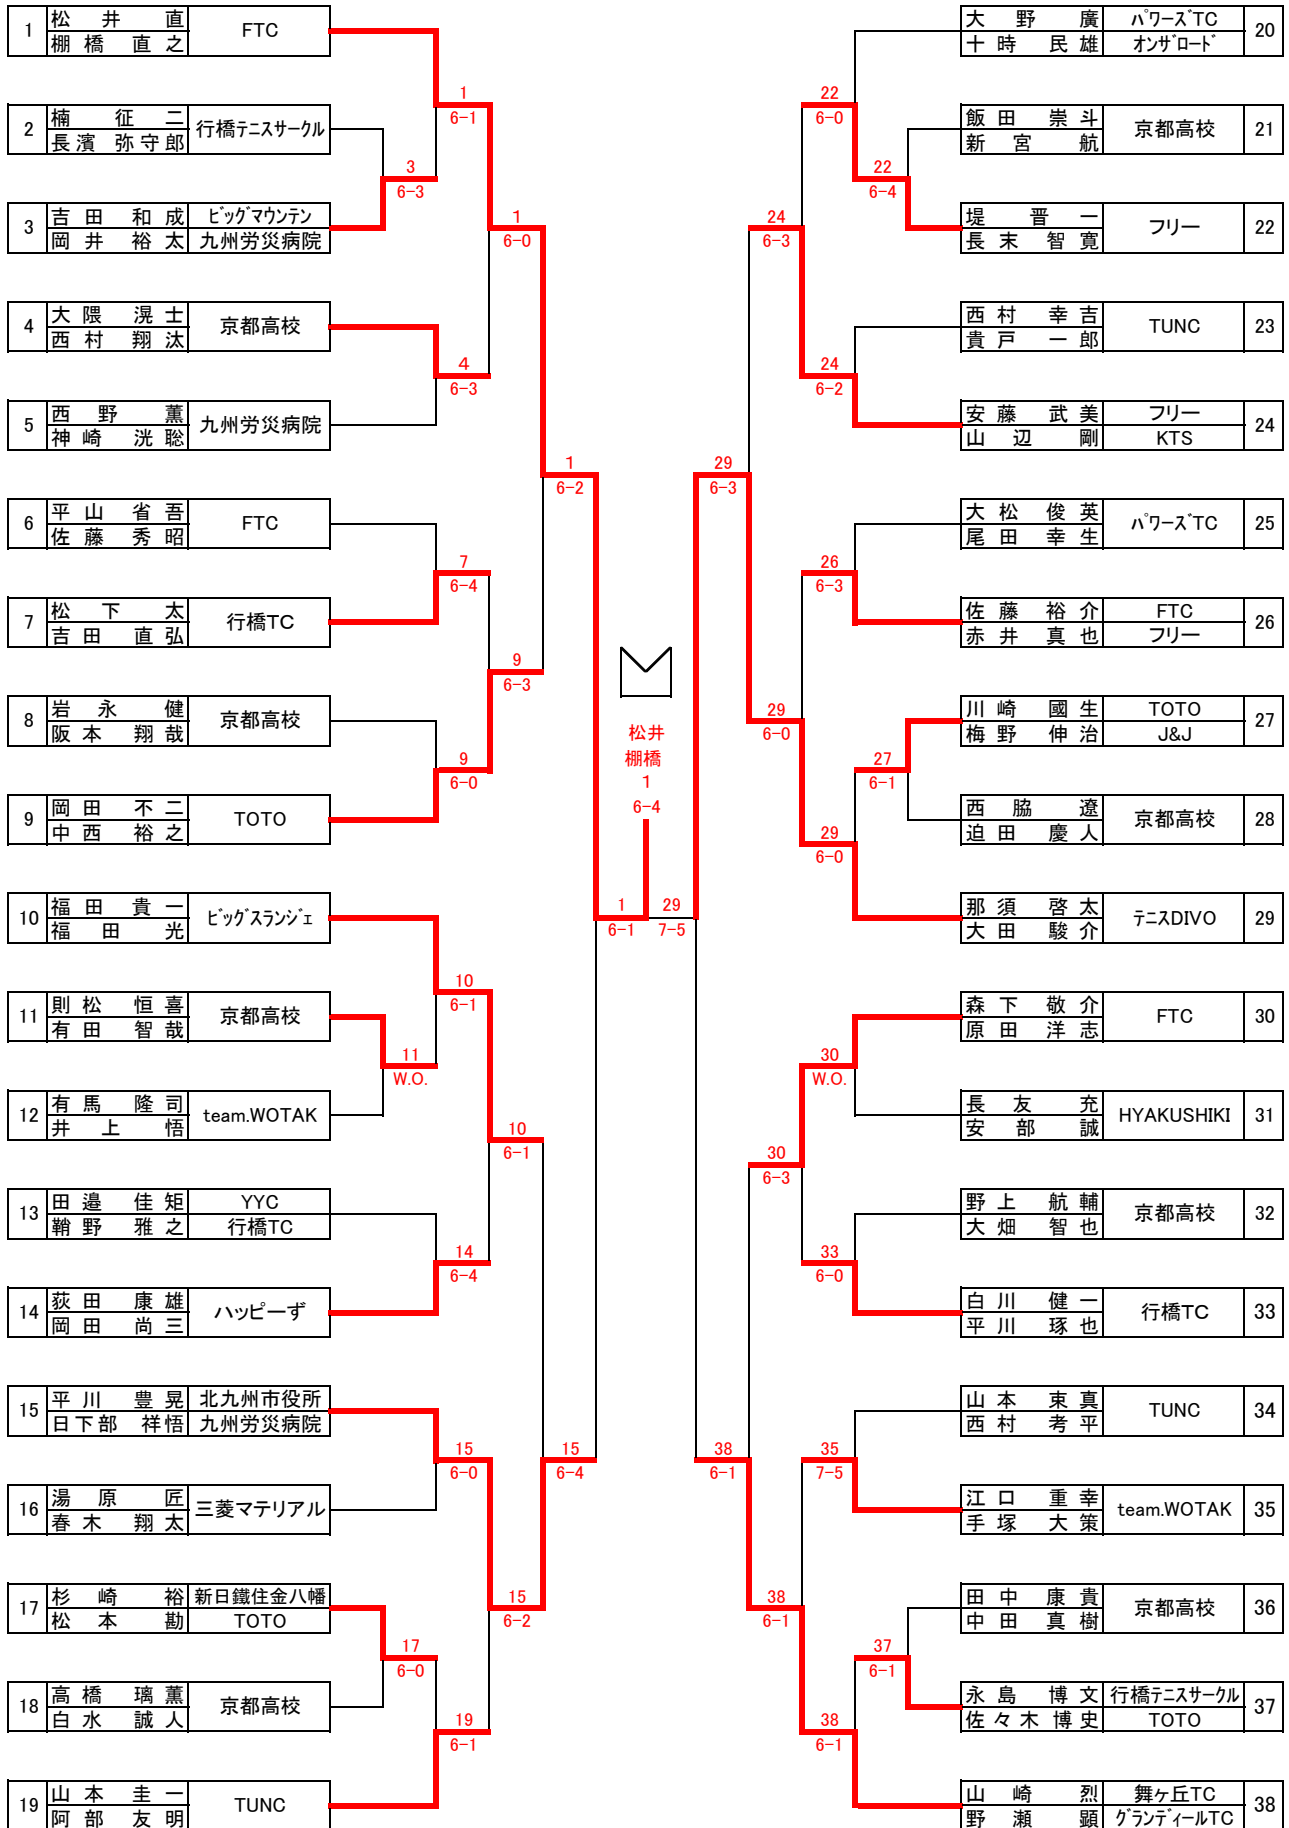 1 松井 直 FTC
棚橋 直之
2 楠 征二 行橋テニスサークル
長濱 弥守郎
3 吉田 和成 ビッグマウンテン
岡井 裕太 九州労災病院
4 大隈 滉士 京都高校
西村 翔汰
5 西野 薫 九州労災病院
神崎 洸聡
6 平山 省吾 FTC
佐藤 秀昭
7 松下 太 行橋TC
吉田 直弘
8 岩永 健 京都高校
阪本 翔哉
9 岡田 不二 TOTO
中西 裕之
10 福田 貴一 ビッグスランジェ
福田 光
11 則松 恒喜 京都高校
有田 智哉
12 有馬 隆司 team.WOTAK
井上 悟
13 田邉 佳矩 YYC
鞘野 雅之 行橋TC
14 荻田 康雄 ハッピーず
岡田 尚三
15 平川 豊晃 北九州市役所
日下部 祥悟 九州労災病院
16 湯原 匠 三菱マテリアル
春木 翔太
17 杉崎 裕 新日鐵住金八幡
松本 勘 TOTO
18 高橋 璃薫 京都高校
白水 誠人
19 山本 圭一 TUNC
阿部 友明
1
6-1
3
6-3
1
6-0
4
6-3
1
6-2
7
6-4
9
6-3
9
6-0
10
6-1
11
W.O.
10
6-1
14
6-4
15
6-0
15
6-4
15
6-2
17
6-0
19
6-1
松井
棚橋
1
6-4
1 29
6-1 7-5
22
6-0
22
6-4
24
6-3
24
6-2
29
6-3
26
6-3
29
6-0
27
6-1
29
6-0
30
W.O.
30
6-3
33
6-0
38
6-1
35
7-5
38
6-1
37
6-1
38
6-1
大野 廣 パワーズTC 20
十時 民雄 オンザロード
飯田 崇斗 京都高校 21
新宮 航
堤 晋一 フリー 22
長末 智寛
西村 幸吉 TUNC 23
貴戸 一郎
安藤 武美 フリー 24
山辺 剛 KTS
大松 俊英 パワーズTC 25
尾田 幸生
佐藤 裕介 FTC 26
赤井 真也 フリー
川崎 國生 TOTO 27
梅野 伸治 J&J
西脇 遼 京都高校 28
迫田 慶人
那須 啓太 テニスDIVO 29
大田 駿介
森下 敬介 FTC 30
原田 洋志
長友 充 HYAKUSHIKI 31
安部 誠
野上 航輔 京都高校 32
大畑 智也
白川 健一 行橋TC 33
平川 琢也
山本 東真 TUNC 34
西村 考平
江口 重幸 team.WOTAK 35
手塚 大策
田中 康貴 京都高校 36
中田 真樹
永島 博文 行橋テニスサークル 37
佐々木 博史 TOTO
山崎 烈 舞ヶ丘TC 38
野瀬 顕 グランディールTC